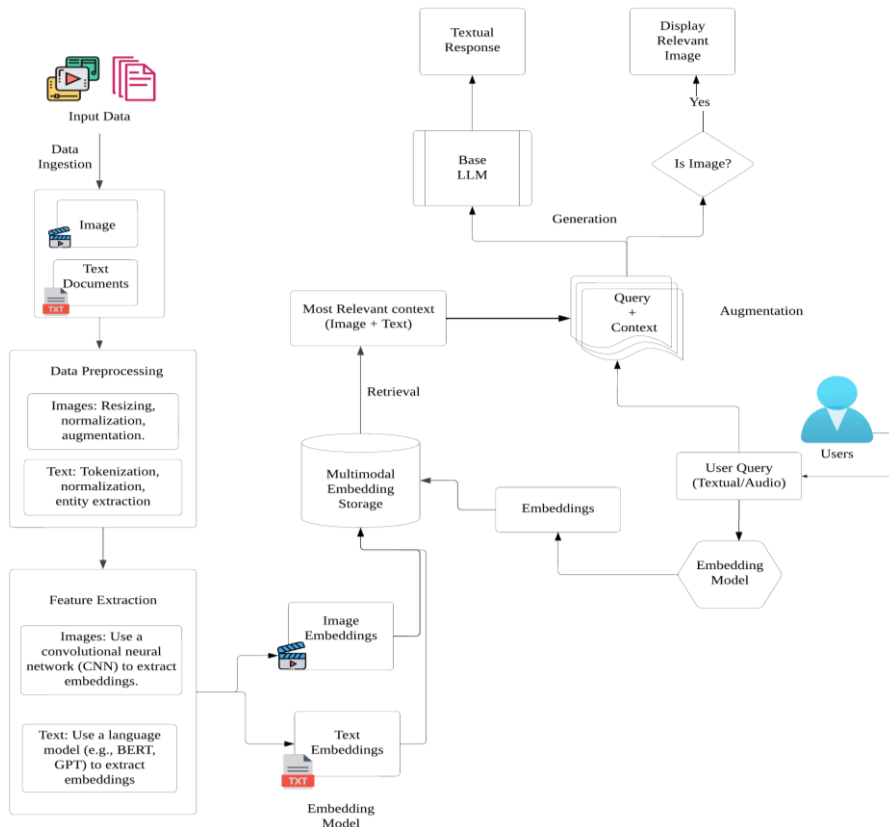 Input Data
Data
Ingestion
Image
Text
Documents
TXT
Data Preprocessing
Images: Resizing,
normalization,
augmentation.
Text: Tokenization,
normalization,
entity extraction
Feature Extraction
Images: Use a
convolutional neural
network (CNN) to extract
embeddings.
Text: Use a language
model (e.g., BERT,
GPT) to extract
embeddings
Image
Embeddings
Text
Embeddings
TXT
Embedding
Model
Multimodal
Embedding
Storage
Retrieval
Most Relevant context
(Image + Text)
Textual
Response
Base
LLM
Generation
Display
Relevant
Image
Yes
Is Image?
Query
+
Context
Augmentation
Users
User Query
(Textual/Audio)
Embedding
Model
Embeddings